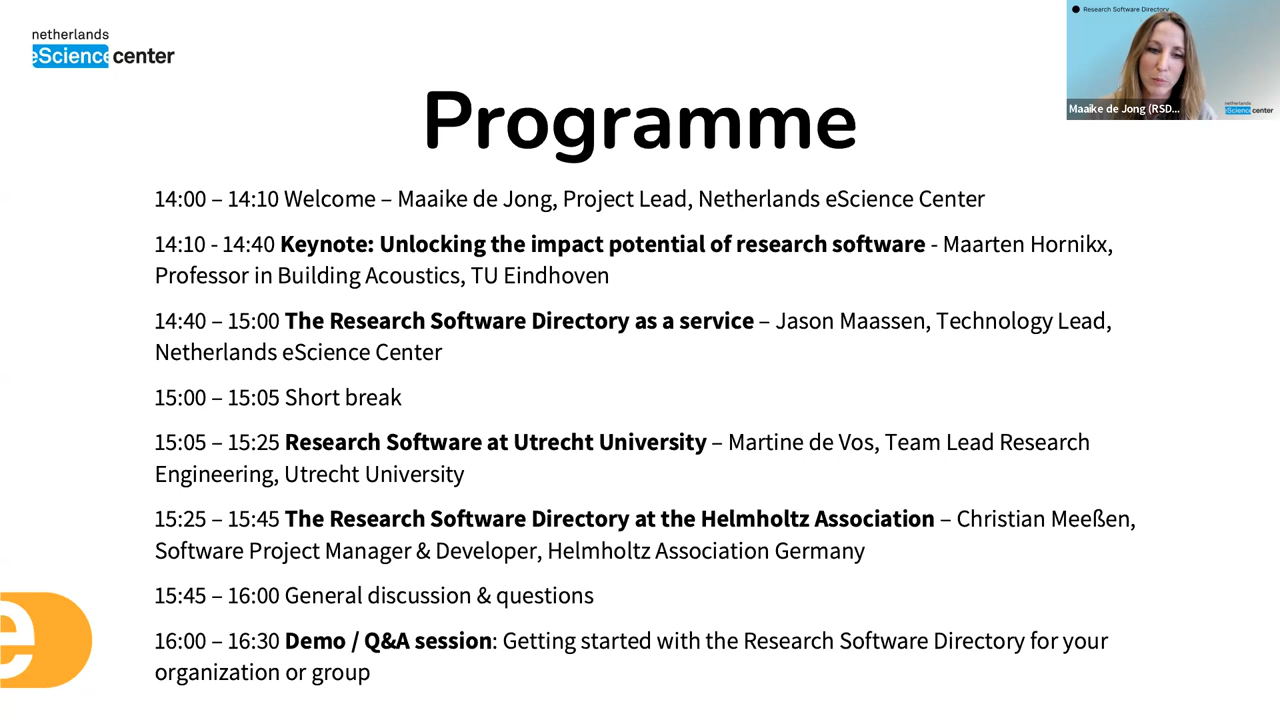 netherlands
eScience center
Research Software Directory
Maaike de Jong (RSD...
netherlands
eScience center
Programme
14:00 – 14:10 Welcome – Maaike de Jong, Project Lead, Netherlands eScience Center
14:10 - 14:40 Keynote: Unlocking the impact potential of research software - Maarten Hornikx,
Professor in Building Acoustics, TU Eindhoven
14:40 – 15:00 The Research Software Directory as a service – Jason Maassen, Technology Lead,
Netherlands eScience Center
15:00 – 15:05 Short break
15:05 – 15:25 Research Software at Utrecht University – Martine de Vos, Team Lead Research
Engineering, Utrecht University
15:25 – 15:45 The Research Software Directory at the Helmholtz Association – Christian Meeßen,
Software Project Manager & Developer, Helmholtz Association Germany
15:45 – 16:00 General discussion & questions
16:00 – 16:30 Demo / Q&A session: Getting started with the Research Software Directory for your
organization or group
e